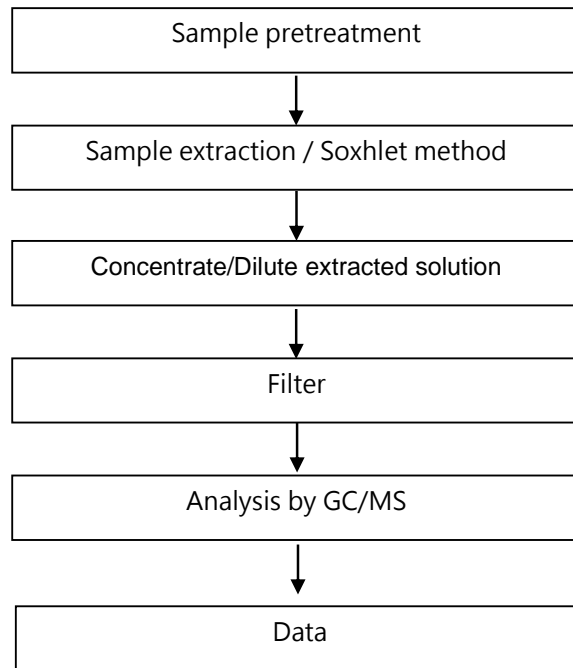 Sample pretreatment
Sample extraction / Soxhlet method
Concentrate/Dilute extracted solution
Filter
Analysis by GC/MS
Data